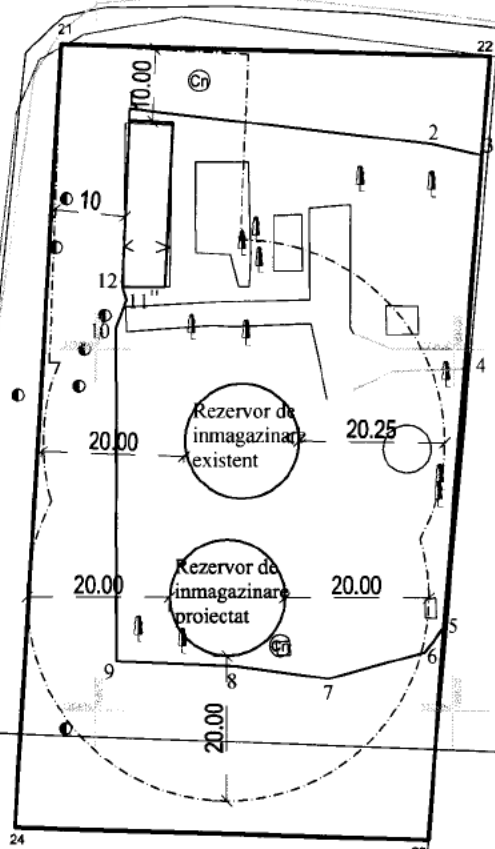 21
22
10.00
Cn
2
3
10
12
11
10
4
Rezervor de
inmagazinare
existent
20.00
20.25
Rezervor de
inmagazinare
proiectat
20.00
20.00
Cn
5
6
9
8
7
20.00
24